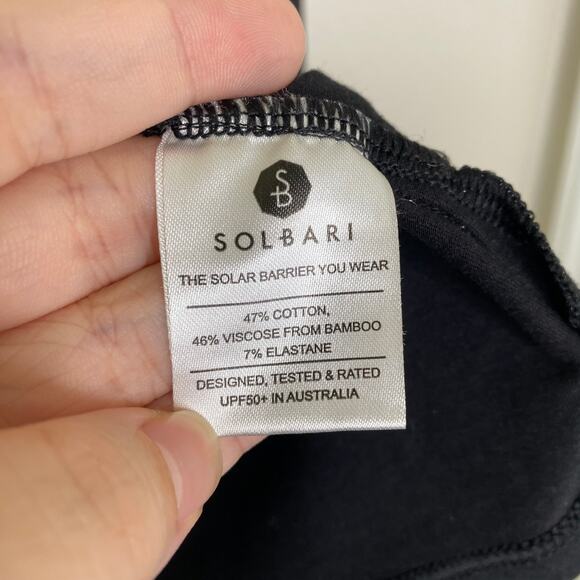 SB
SOLBARI
THE SOLAR BARRIER YOU WEAR
47% COTTON,
46% VISCOSE FROM BAMBOO
7% ELASTANE
DESIGNED, TESTED & RATED
UPF50+ IN AUSTRALIA